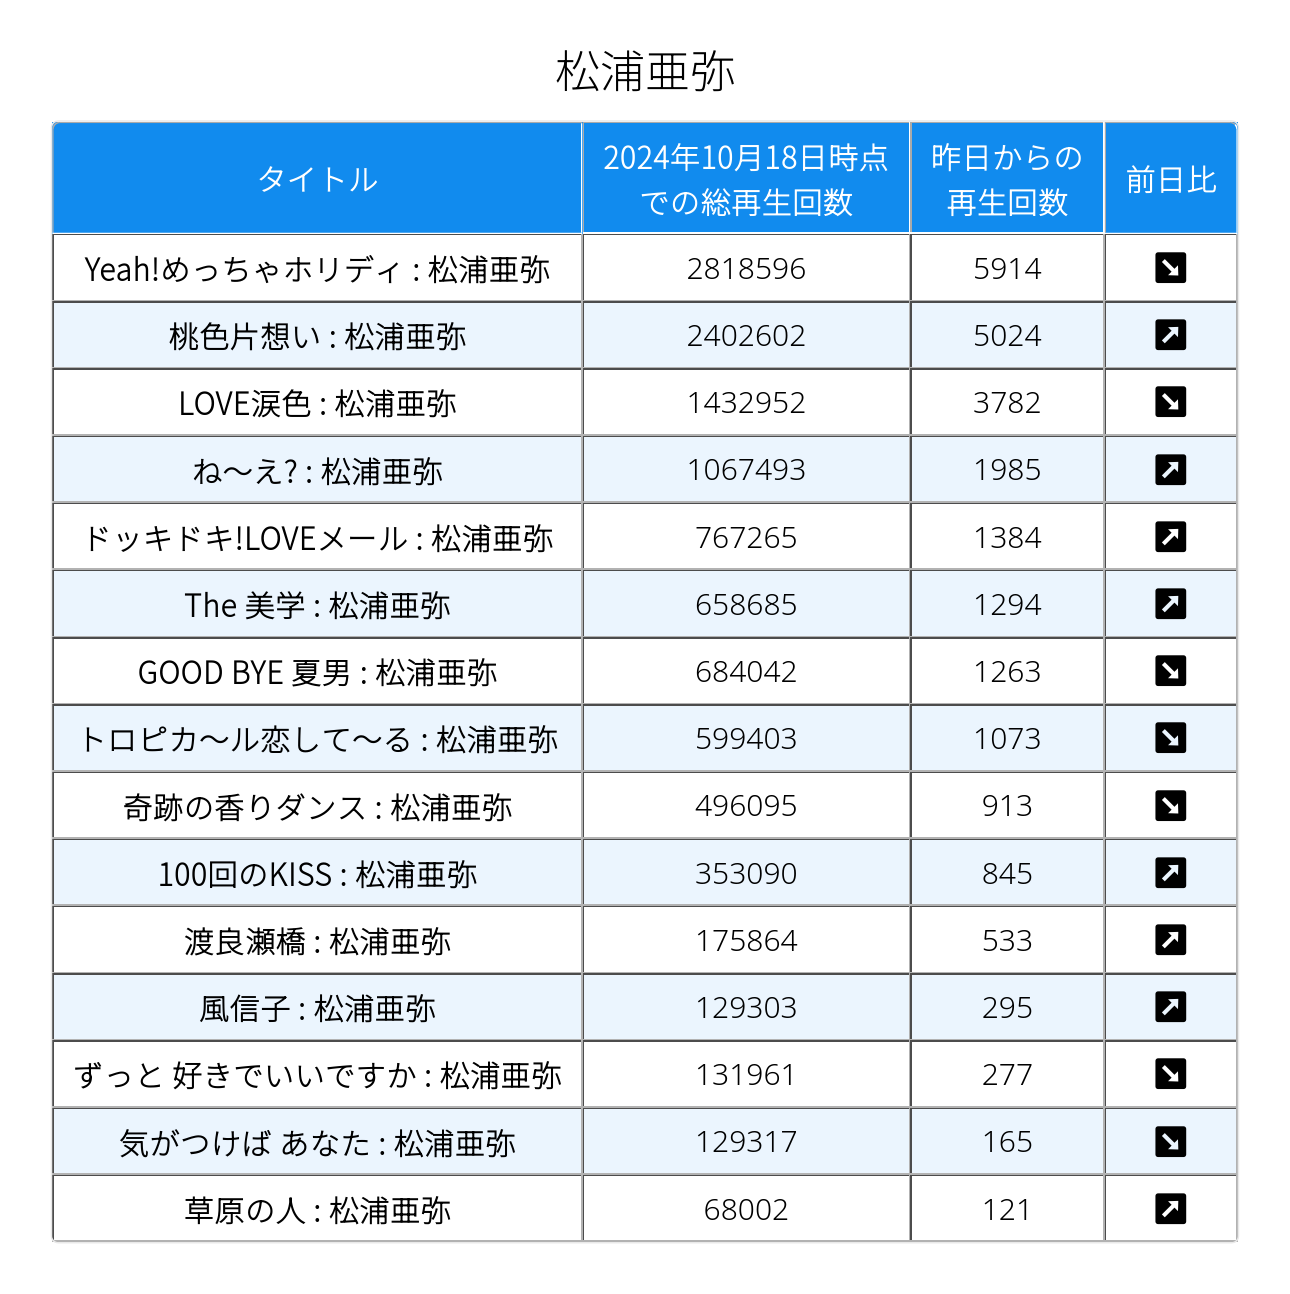 松浦亜弥
タイトル
2024年10月18日時点
での総再生回数
昨日からの
再生回数
前日比
Yeah!めっちゃホリディ : 松浦亜弥 2818596 5914
桃色片想い : 松浦亜弥 2402602 5024
LOVE涙色 : 松浦亜弥 1432952 3782
ね〜え? : 松浦亜弥 1067493 1985
ドッキドキ!LOVEメール : 松浦亜弥 767265 1384
The 美学 : 松浦亜弥 658685 1294
GOOD BYE 夏男 : 松浦亜弥 684042 1263
トロピカ〜ル恋して〜る : 松浦亜弥 599403 1073
奇跡の香りダンス : 松浦亜弥 496095 913
100回のKISS : 松浦亜弥 353090 845
渡良瀬橋 : 松浦亜弥 175864 533
風信子 : 松浦亜弥 129303 295
ずっと 好きでいいですか : 松浦亜弥 131961 277
気がつけば あなた : 松浦亜弥 129317 165
草原の人 : 松浦亜弥 68002 121